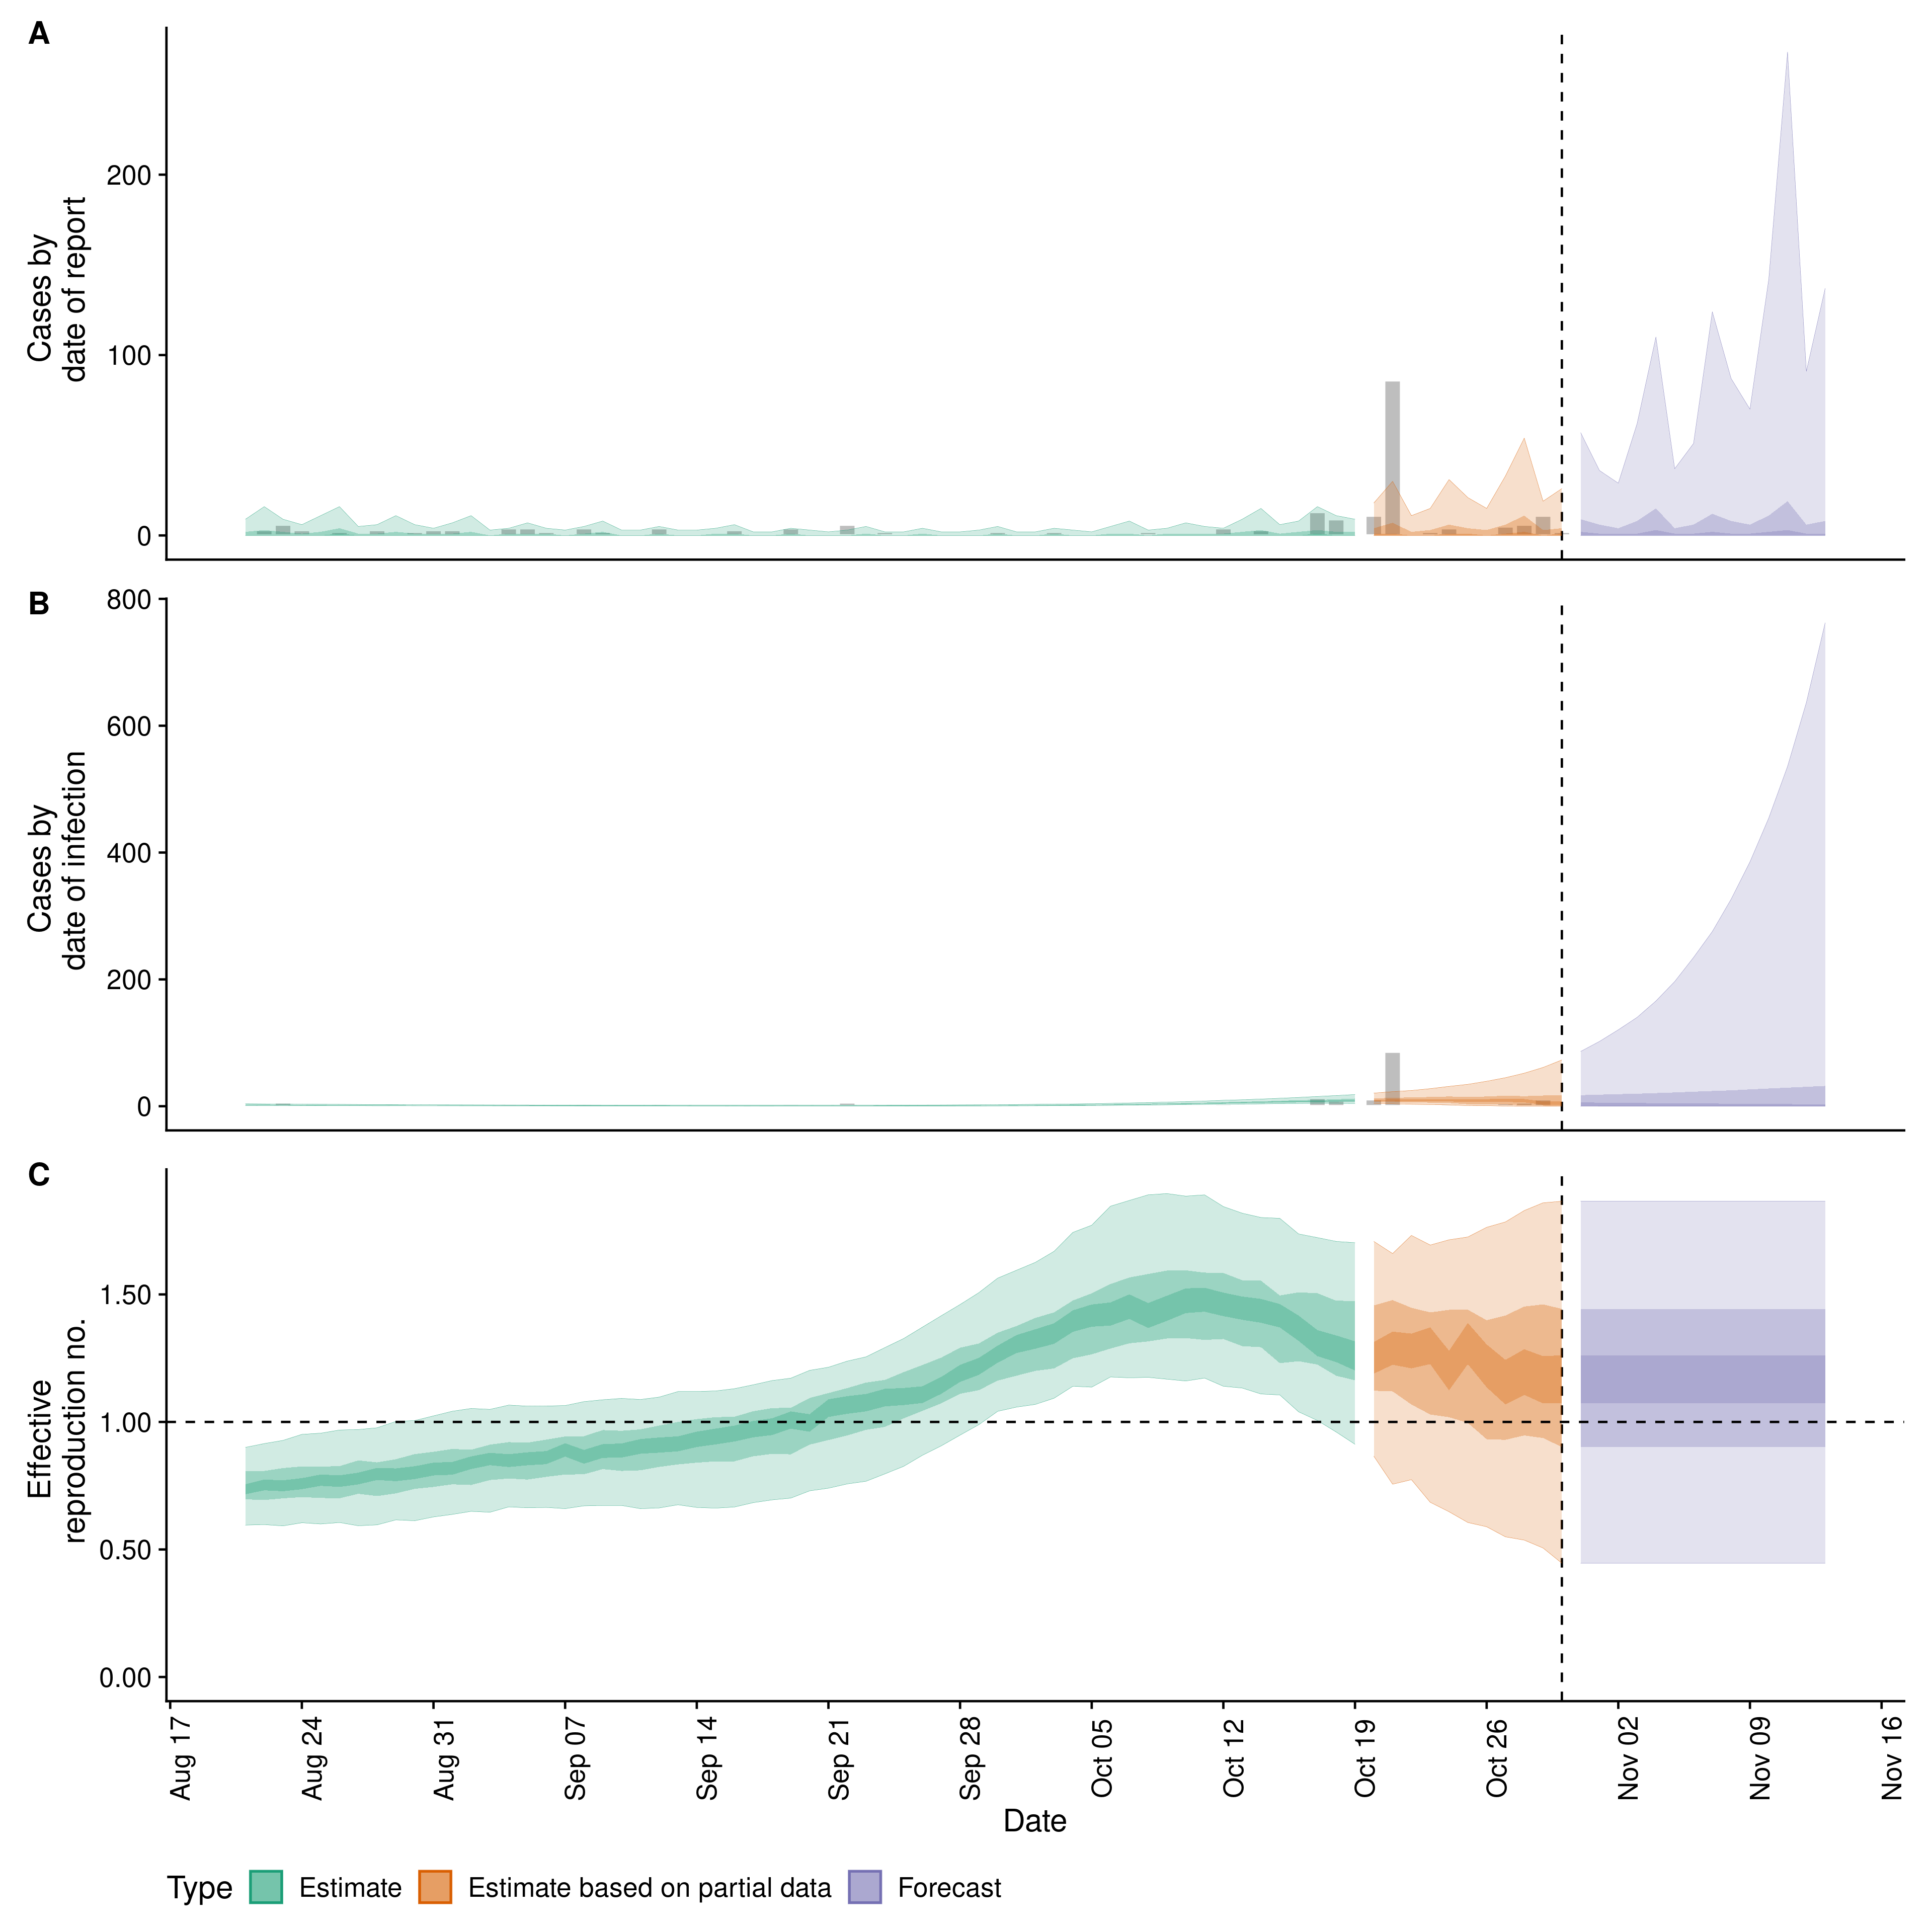 A
Cases by
date of report
200
100
0
B
Cases by
date of infection
800
600
400
200
0
C
Effective
reproduction no.
1.50
1.00
0.50
0.00
Aug 17
Aug 24
Aug 31
Sep 07
Sep 14
Sep 21
Sep 28
Oct 05
Oct 12
Oct 19
Oct 26
Nov 02
Nov 09
Nov 16
Date
Type Estimate Estimate based on partial data Forecast